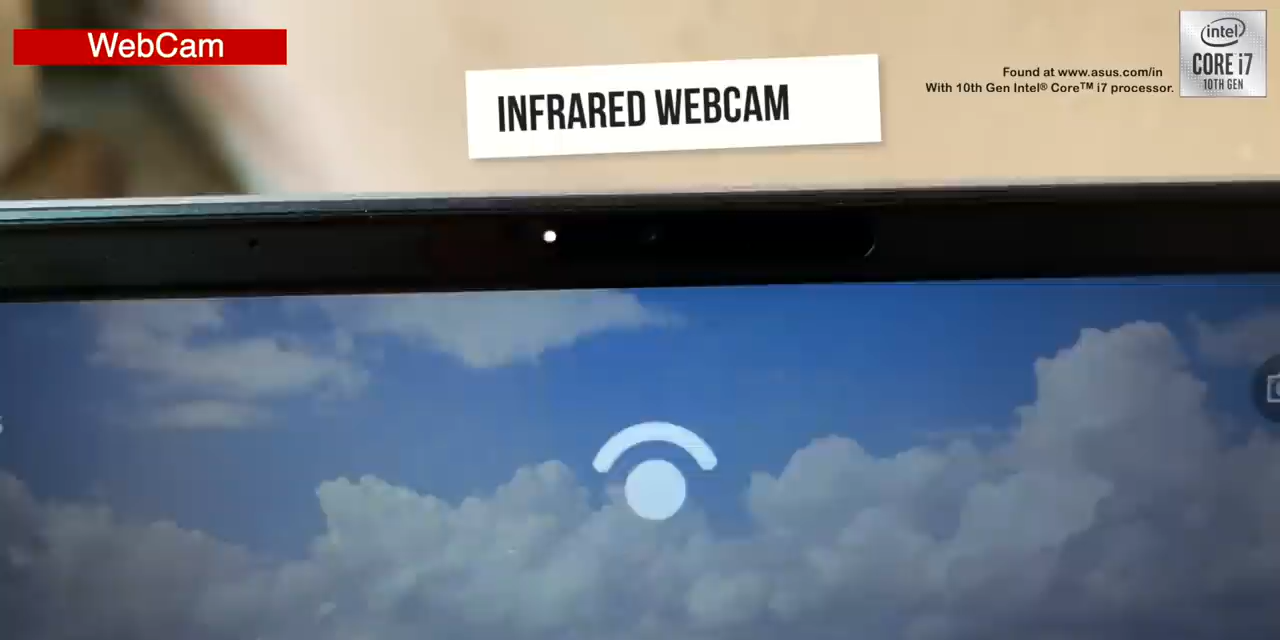 WebCam
INFRARED WEBCAM
Found at www.asus.com/in
With 10th Gen Intel® Core™ i7 processor.
intel
CORE i7
10TH GEN